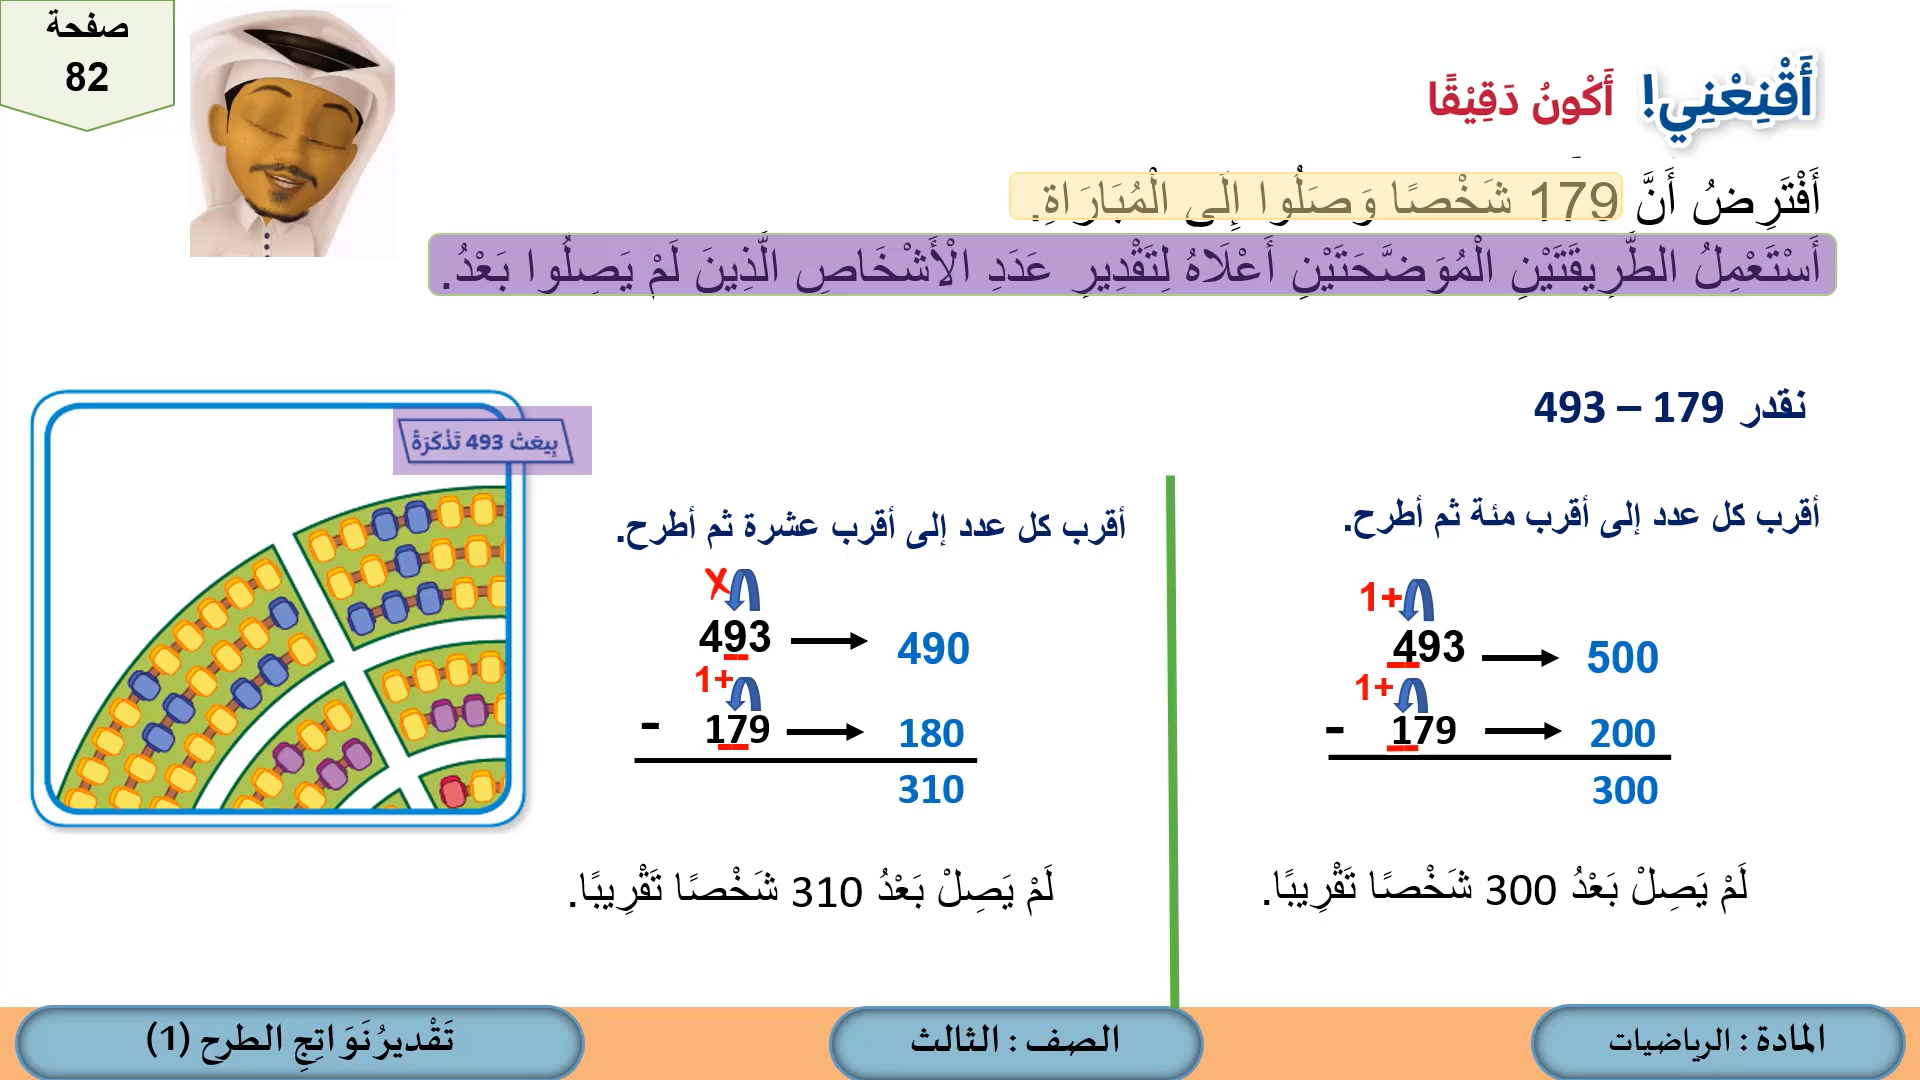 صفحة
82
أَقْنِعْنِي! أَكْونُ دَقِيْقًا
أَفْتَرِضُ أَنَّ 179 شَخْصًا وَصَلُوا إِلَى الْمُبَارَاةِ.
أَسْتَعْمِلُ الطَّرِيقَتَيْنِ الْمُوَضَّحَتَيْنِ أَعْلَاهُ لِتَقْدِيرِ عَدَدِ الْأَشْخَاصِ الَّذِينَ لَمْ يَصِلُوا بَعْدُ.
نقدر 179 – 493
بِيعَتْ 493 تَذْكَرَةً
أقرب كل عدد إلى أقرب مئة ثم أطرح.
1+
493 500
1+
- 179 200
300
لَمْ يَصِلْ بَعْدُ 300 شَخْصًا تَقْرِيبًا.
أقرب كل عدد إلى أقرب عشرة ثم أطرح.
X
493 490
1+
- 179 180
310
لَمْ يَصِلْ بَعْدُ 310 شَخْصًا تَقْرِيبًا.
المادة : الرياضيات
الصف : الثالث
تَقْديرُ نَوَاتِجِ الطرح (1)